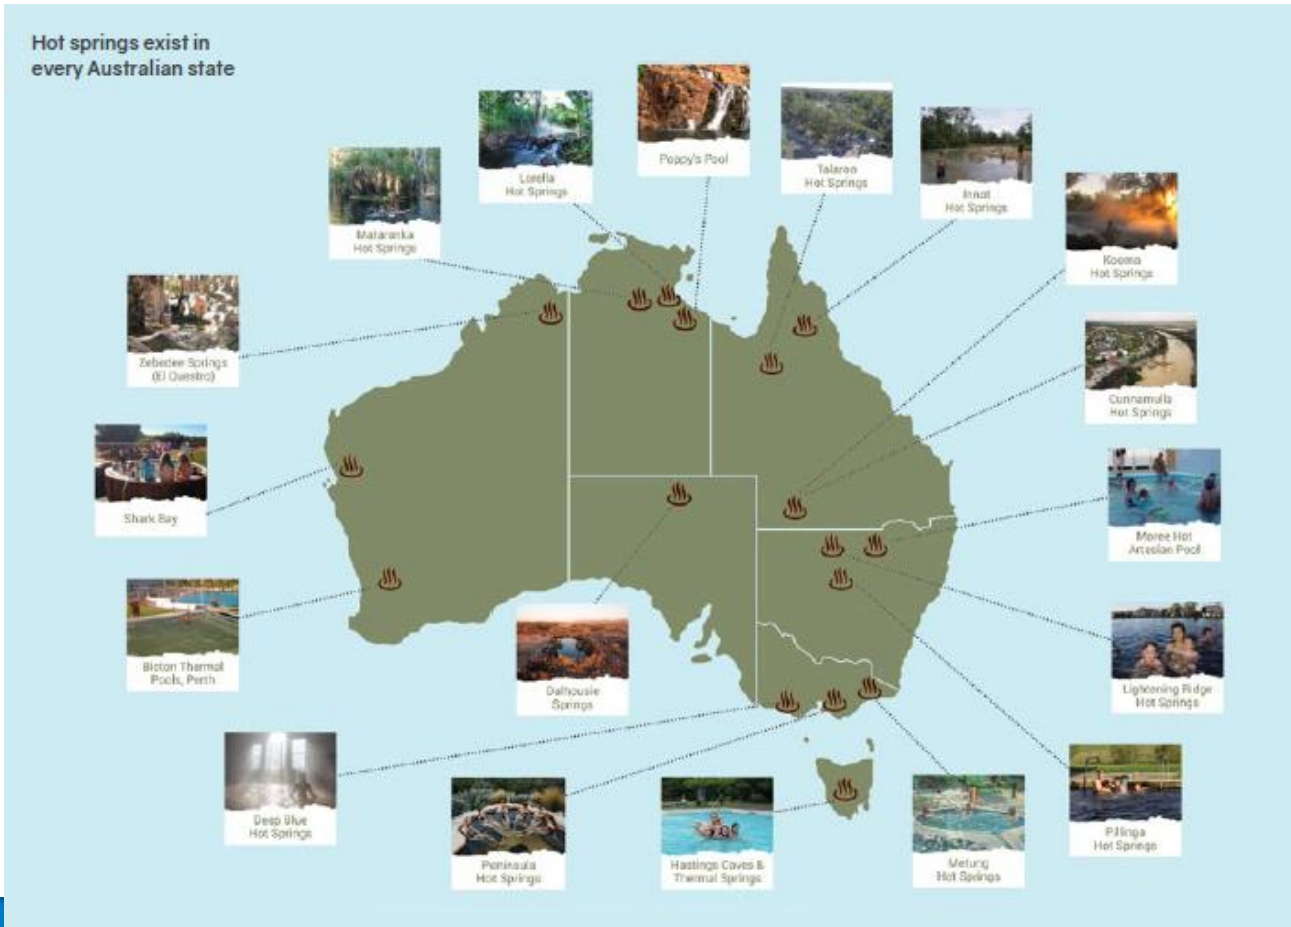 Hot springs exist in
every Australian state
Poppy's Pool
Lorella
Hot Springs
Talaroo
Hot Springs
Innot
Hot Springs
Mataranka
Hot Springs
Kooma
Hot Springs
Zebedee Springs
(El Questro)
Cunnamulla
Hot Springs
Shark Bay
Moree Hot
Artesian Pool
Bicton Thermal
Pools, Perth
Dalhousie
Springs
Lightening Ridge
Hot Springs
Deep Blue
Hot Springs
Pilliga
Hot Springs
Peninsula
Hot Springs
Hastings Caves &
Thermal Springs
Metung
Hot Springs